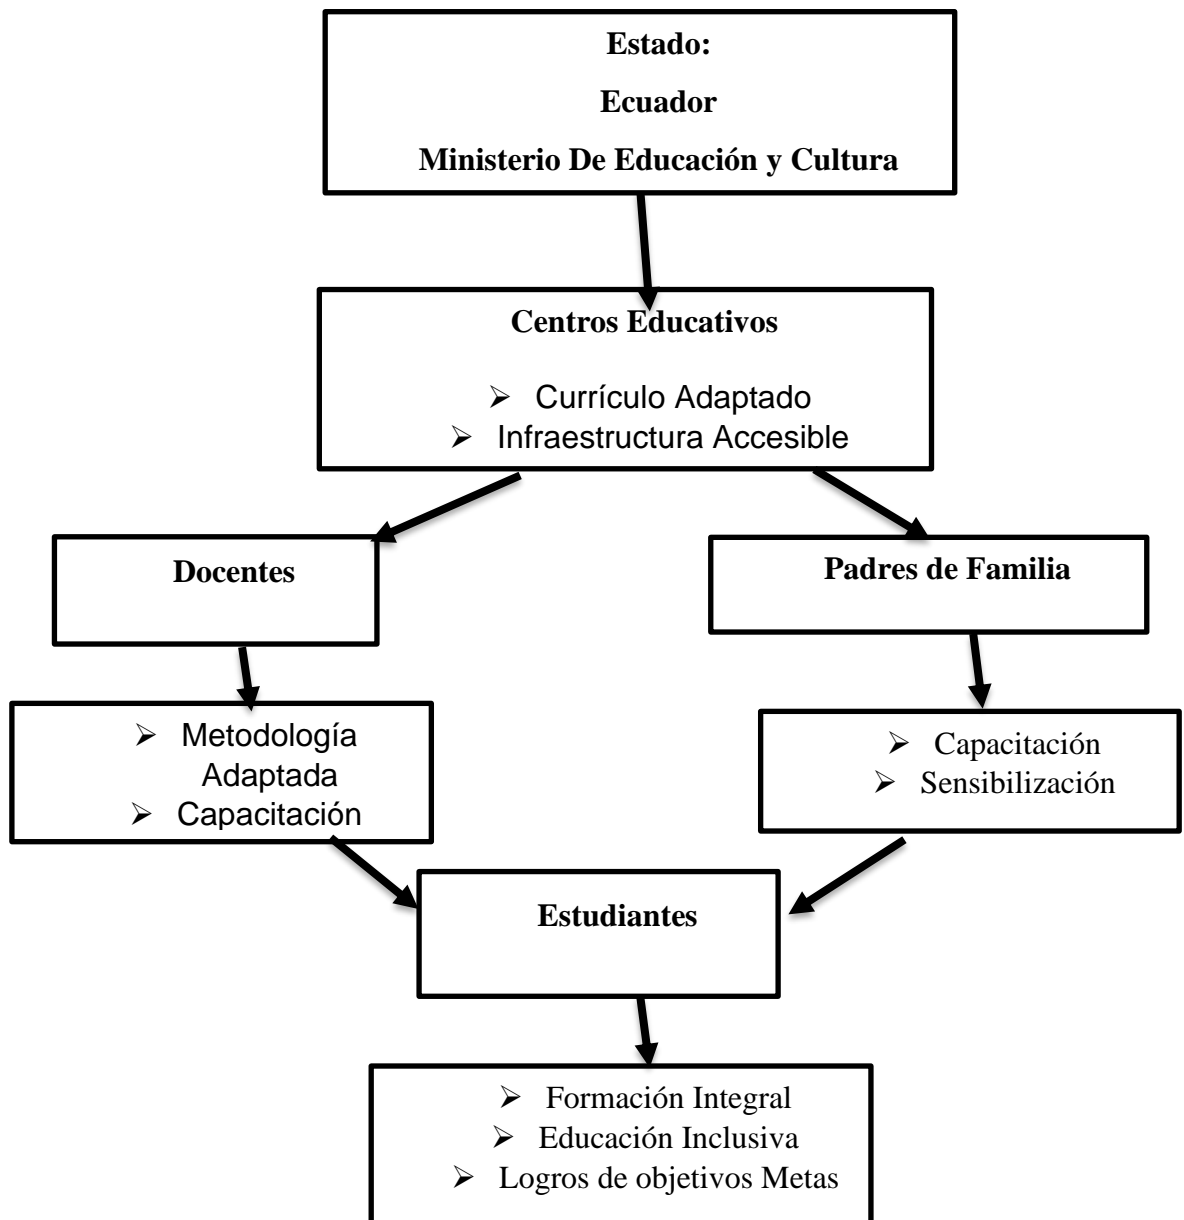 Estado:
Ecuador
Ministerio De Educación y Cultura
Centros Educativos
➢ Currículo Adaptado
➢ Infraestructura Accesible
Docentes
Padres de Familia
➢ Metodología
Adaptada
➢ Capacitación
➢ Capacitación
➢ Sensibilización
Estudiantes
➢ Formación Integral
➢ Educación Inclusiva
➢ Logros de objetivos Metas